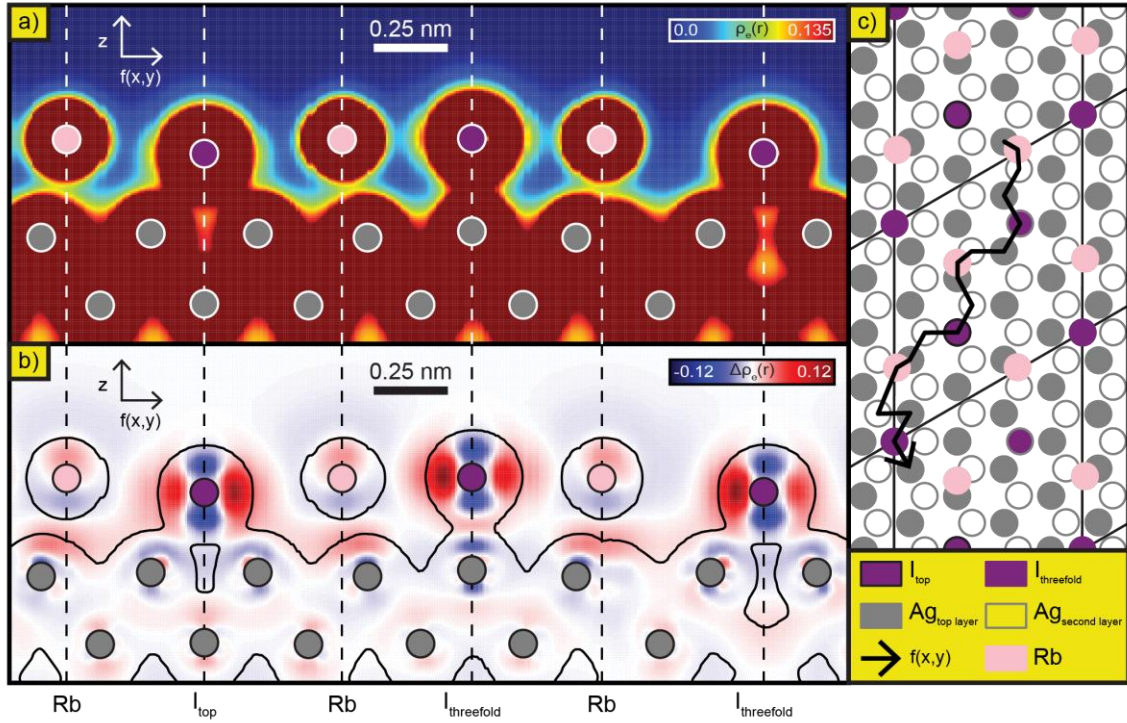 a)
z
f(x,y)
0.25 nm
0.0 ρe(r) 0.135
b)
z
f(x,y)
0.25 nm
-0.12 Δρe(r) 0.12
Rb Itop Rb Ithreefold Rb Ithreefold
c)
Itop Ithreefold
Agtop layer Agsecond layer
f(x,y) Rb